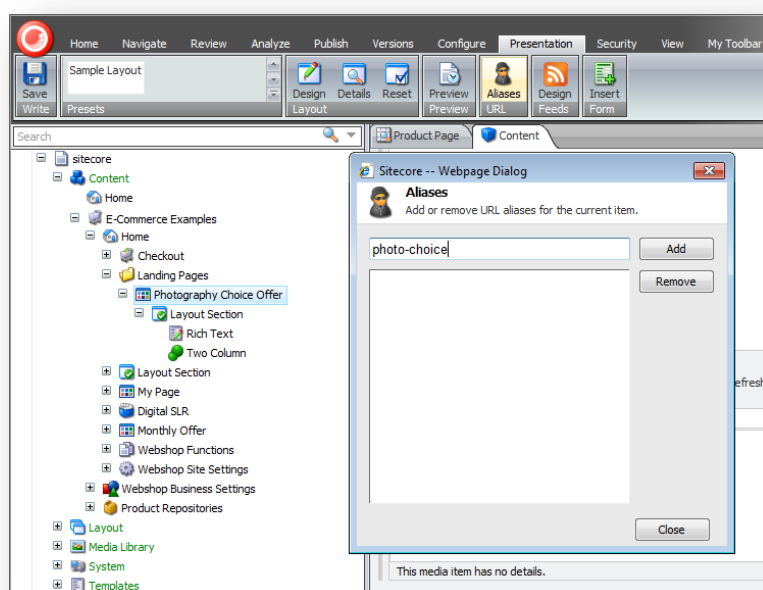 Home Navigate Review Analyze Publish Versions Configure Presentation Security View My Toolbar
Save
Write
Sample Layout
Presets
Design Details Reset
Layout
Preview
Preview
Aliases
URL
Design
Feeds
Insert
Form
Search
Product Page Content
sitecore
Content
Home
E-Commerce Examples
Home
Checkout
Landing Pages
Photography Choice Offer
Layout Section
Rich Text
Two Column
Layout Section
My Page
Digital SLR
Monthly Offer
Webshop Functions
Webshop Site Settings
Webshop Business Settings
Product Repositories
Layout
Media Library
System
Templates
Sitecore -- Webpage Dialog
Aliases
Add or remove URL aliases for the current item.
photo-choice Add
Remove
Close
efresh
This media item has no details.